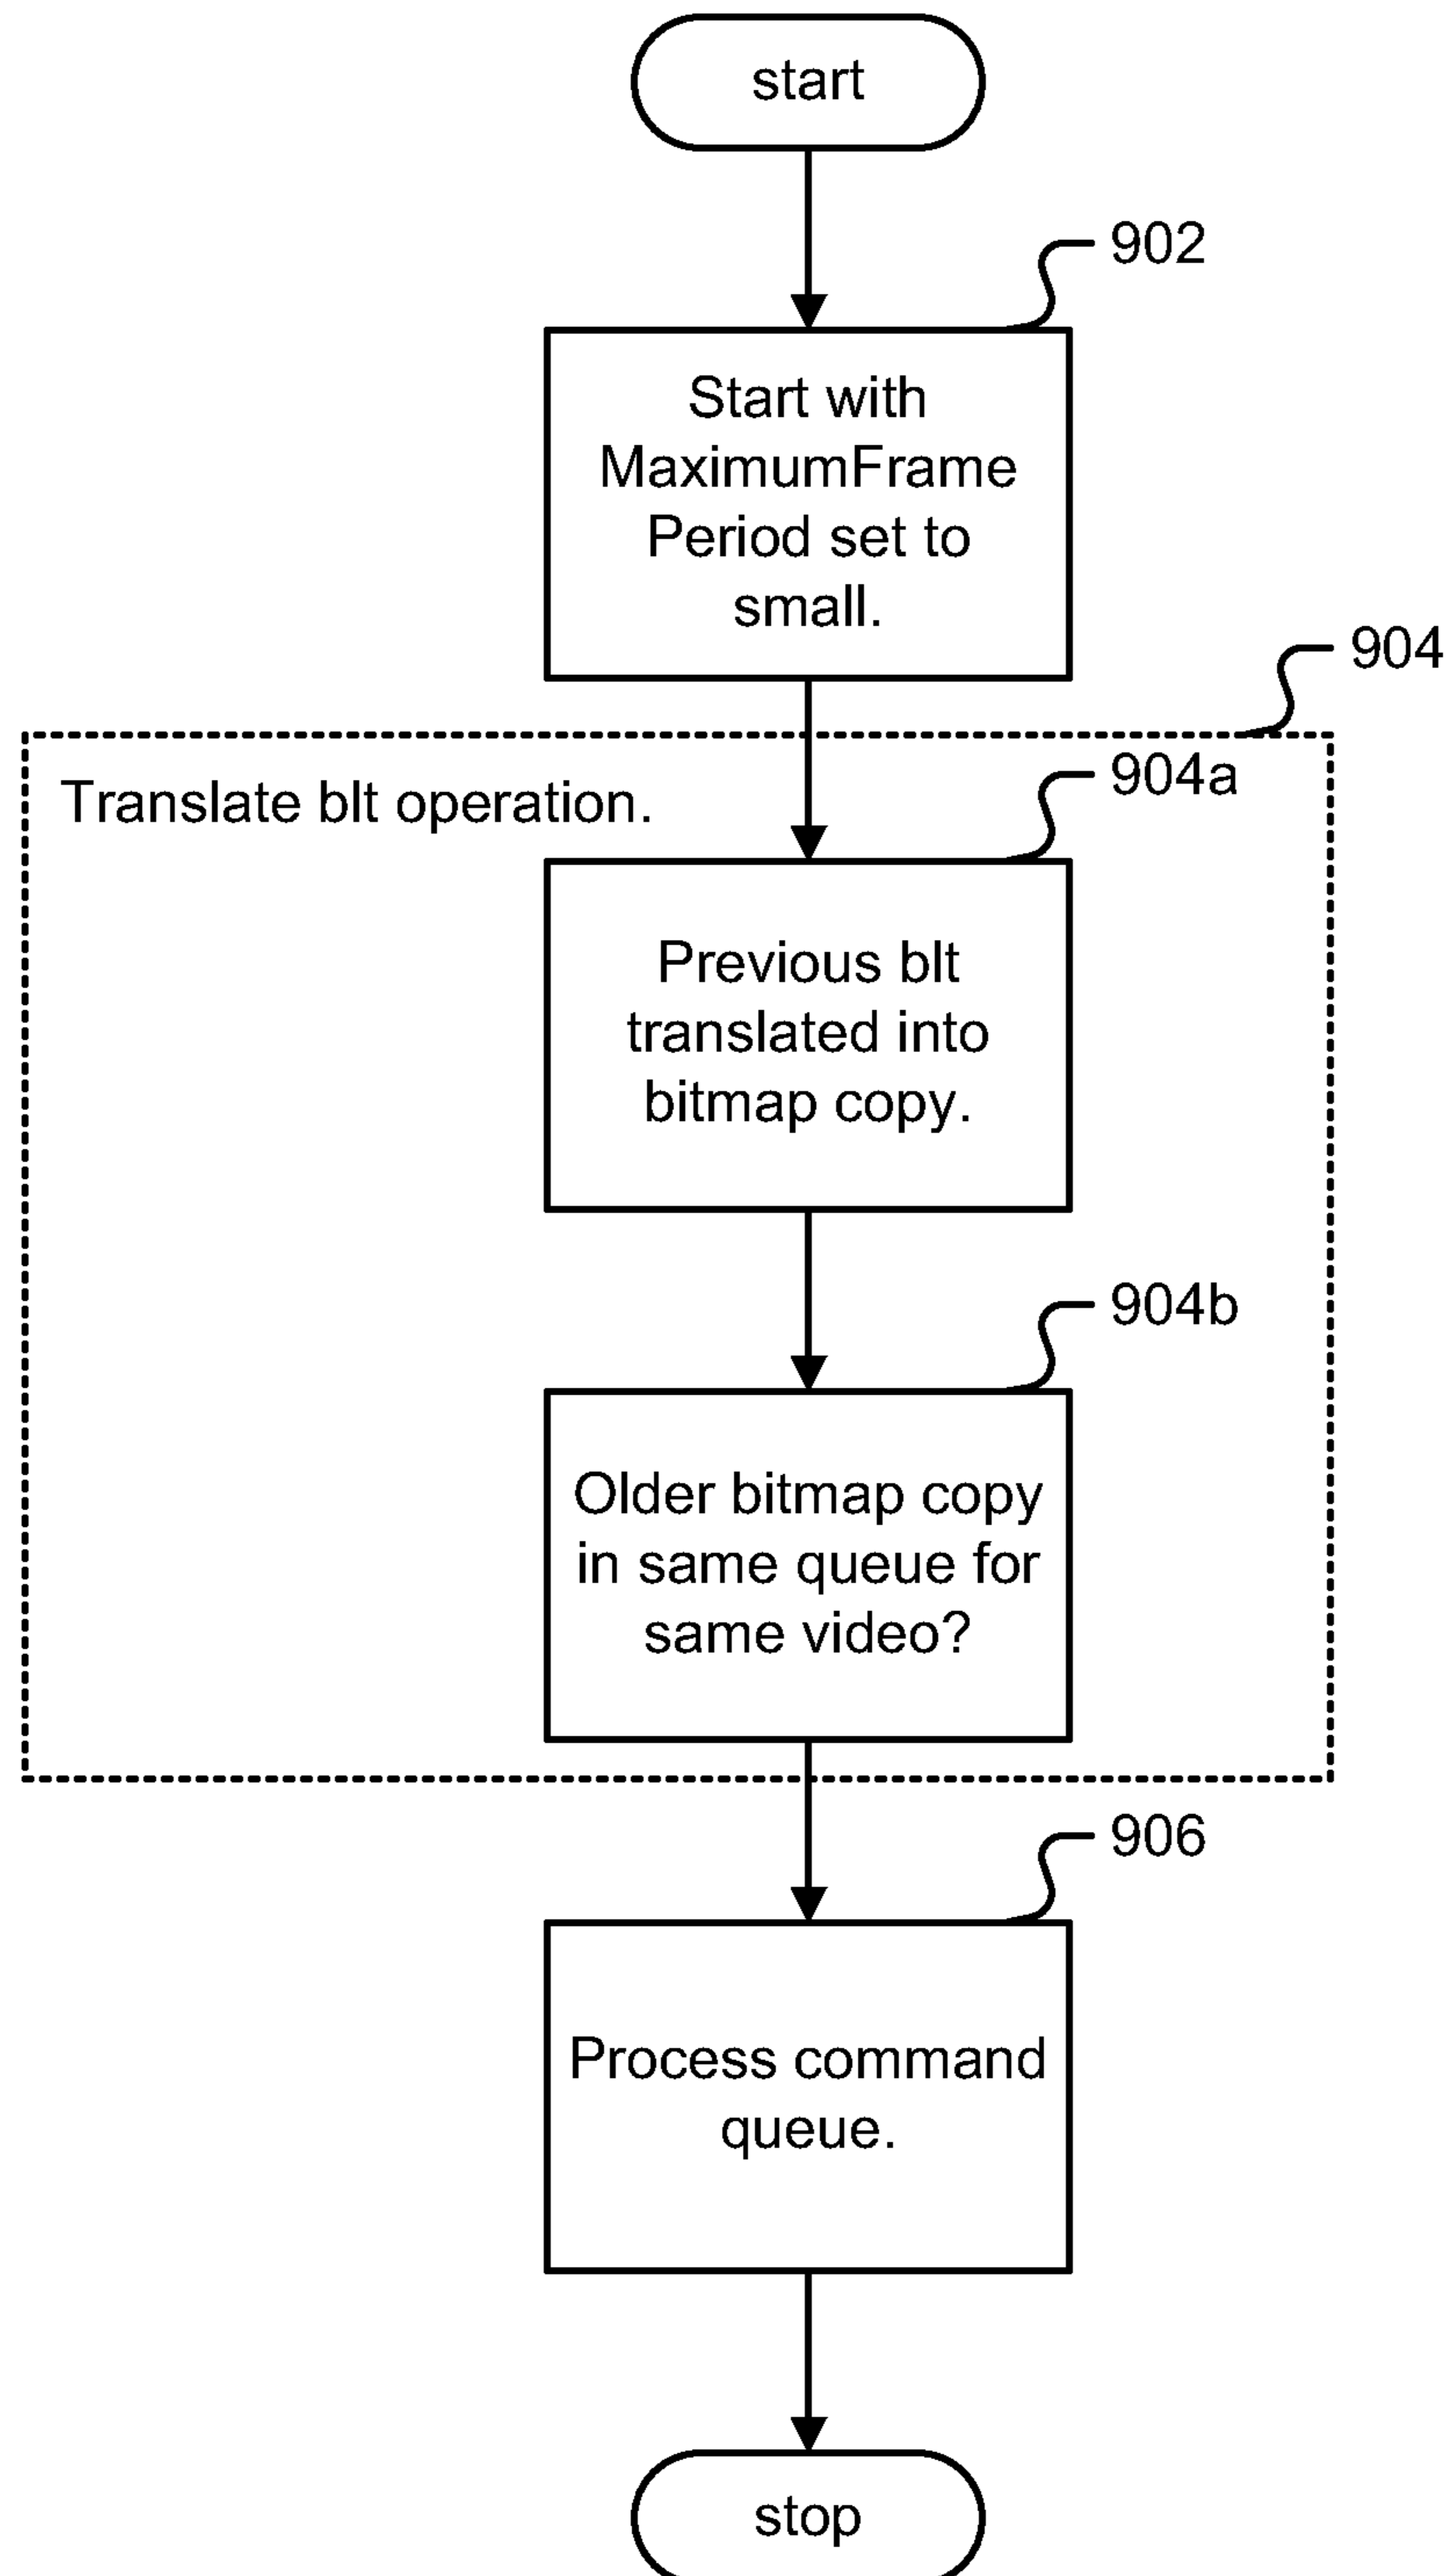 start
902
Start with
MaximumFrame
Period set to
small.
904
Translate blt operation.
904a
Previous blt
translated into
bitmap copy.
904b
Older bitmap copy
in same queue for
same video?
906
Process command
queue.
stop